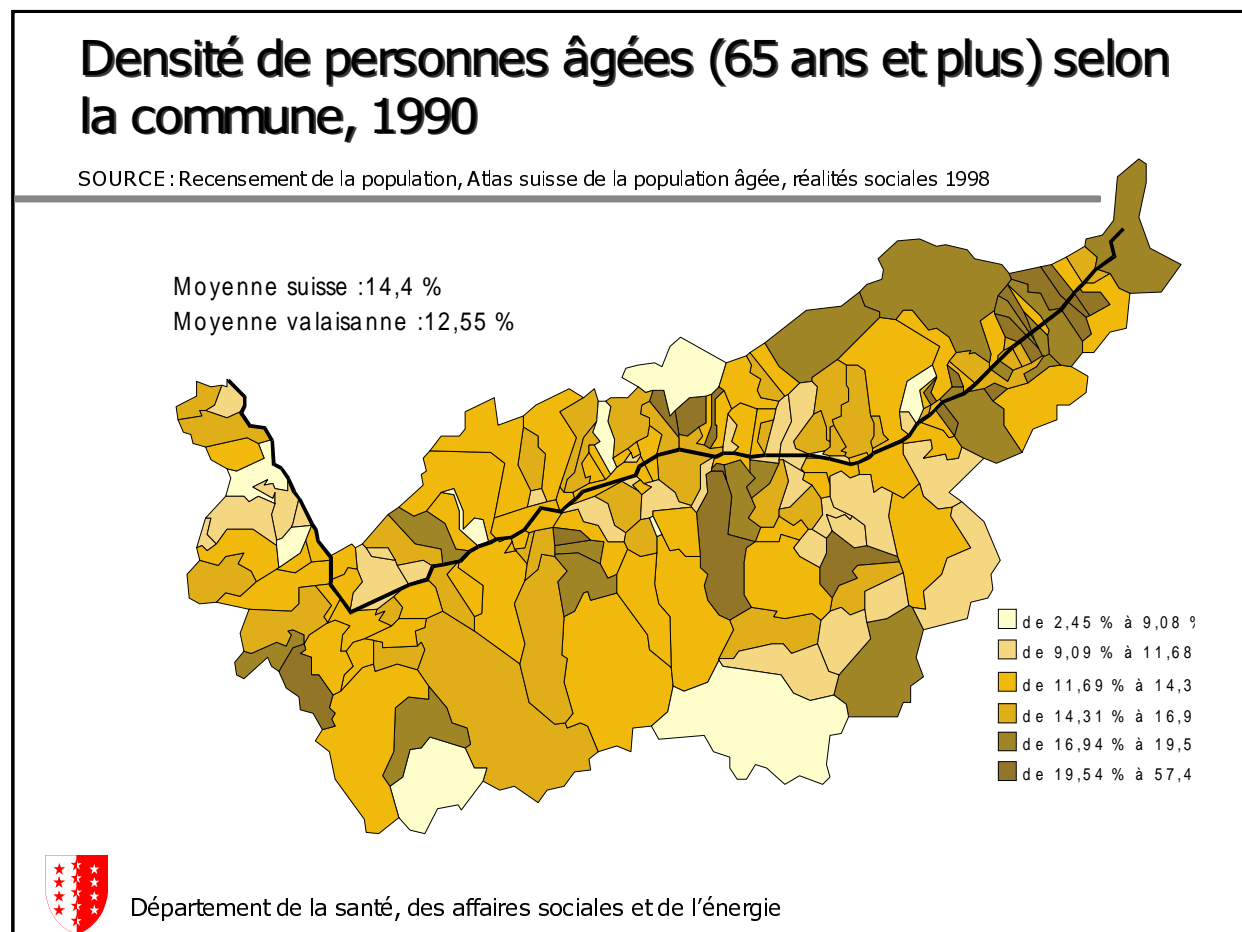 Densité de personnes âgées (65 ans et plus) selon
la commune, 1990
SOURCE : Recensement de la population, Atlas suisse de la population âgée, réalités sociales 1998
Moyenne suisse :14,4 %
Moyenne valaisanne :12,55 %
de 2,45 % à 9,08 %
de 9,09 % à 11,68
de 11,69 % à 14,3
de 14,31 % à 16,9
de 16,94 % à 19,5
de 19,54 % à 57,4
Département de la santé, des affaires sociales et de l'énergie